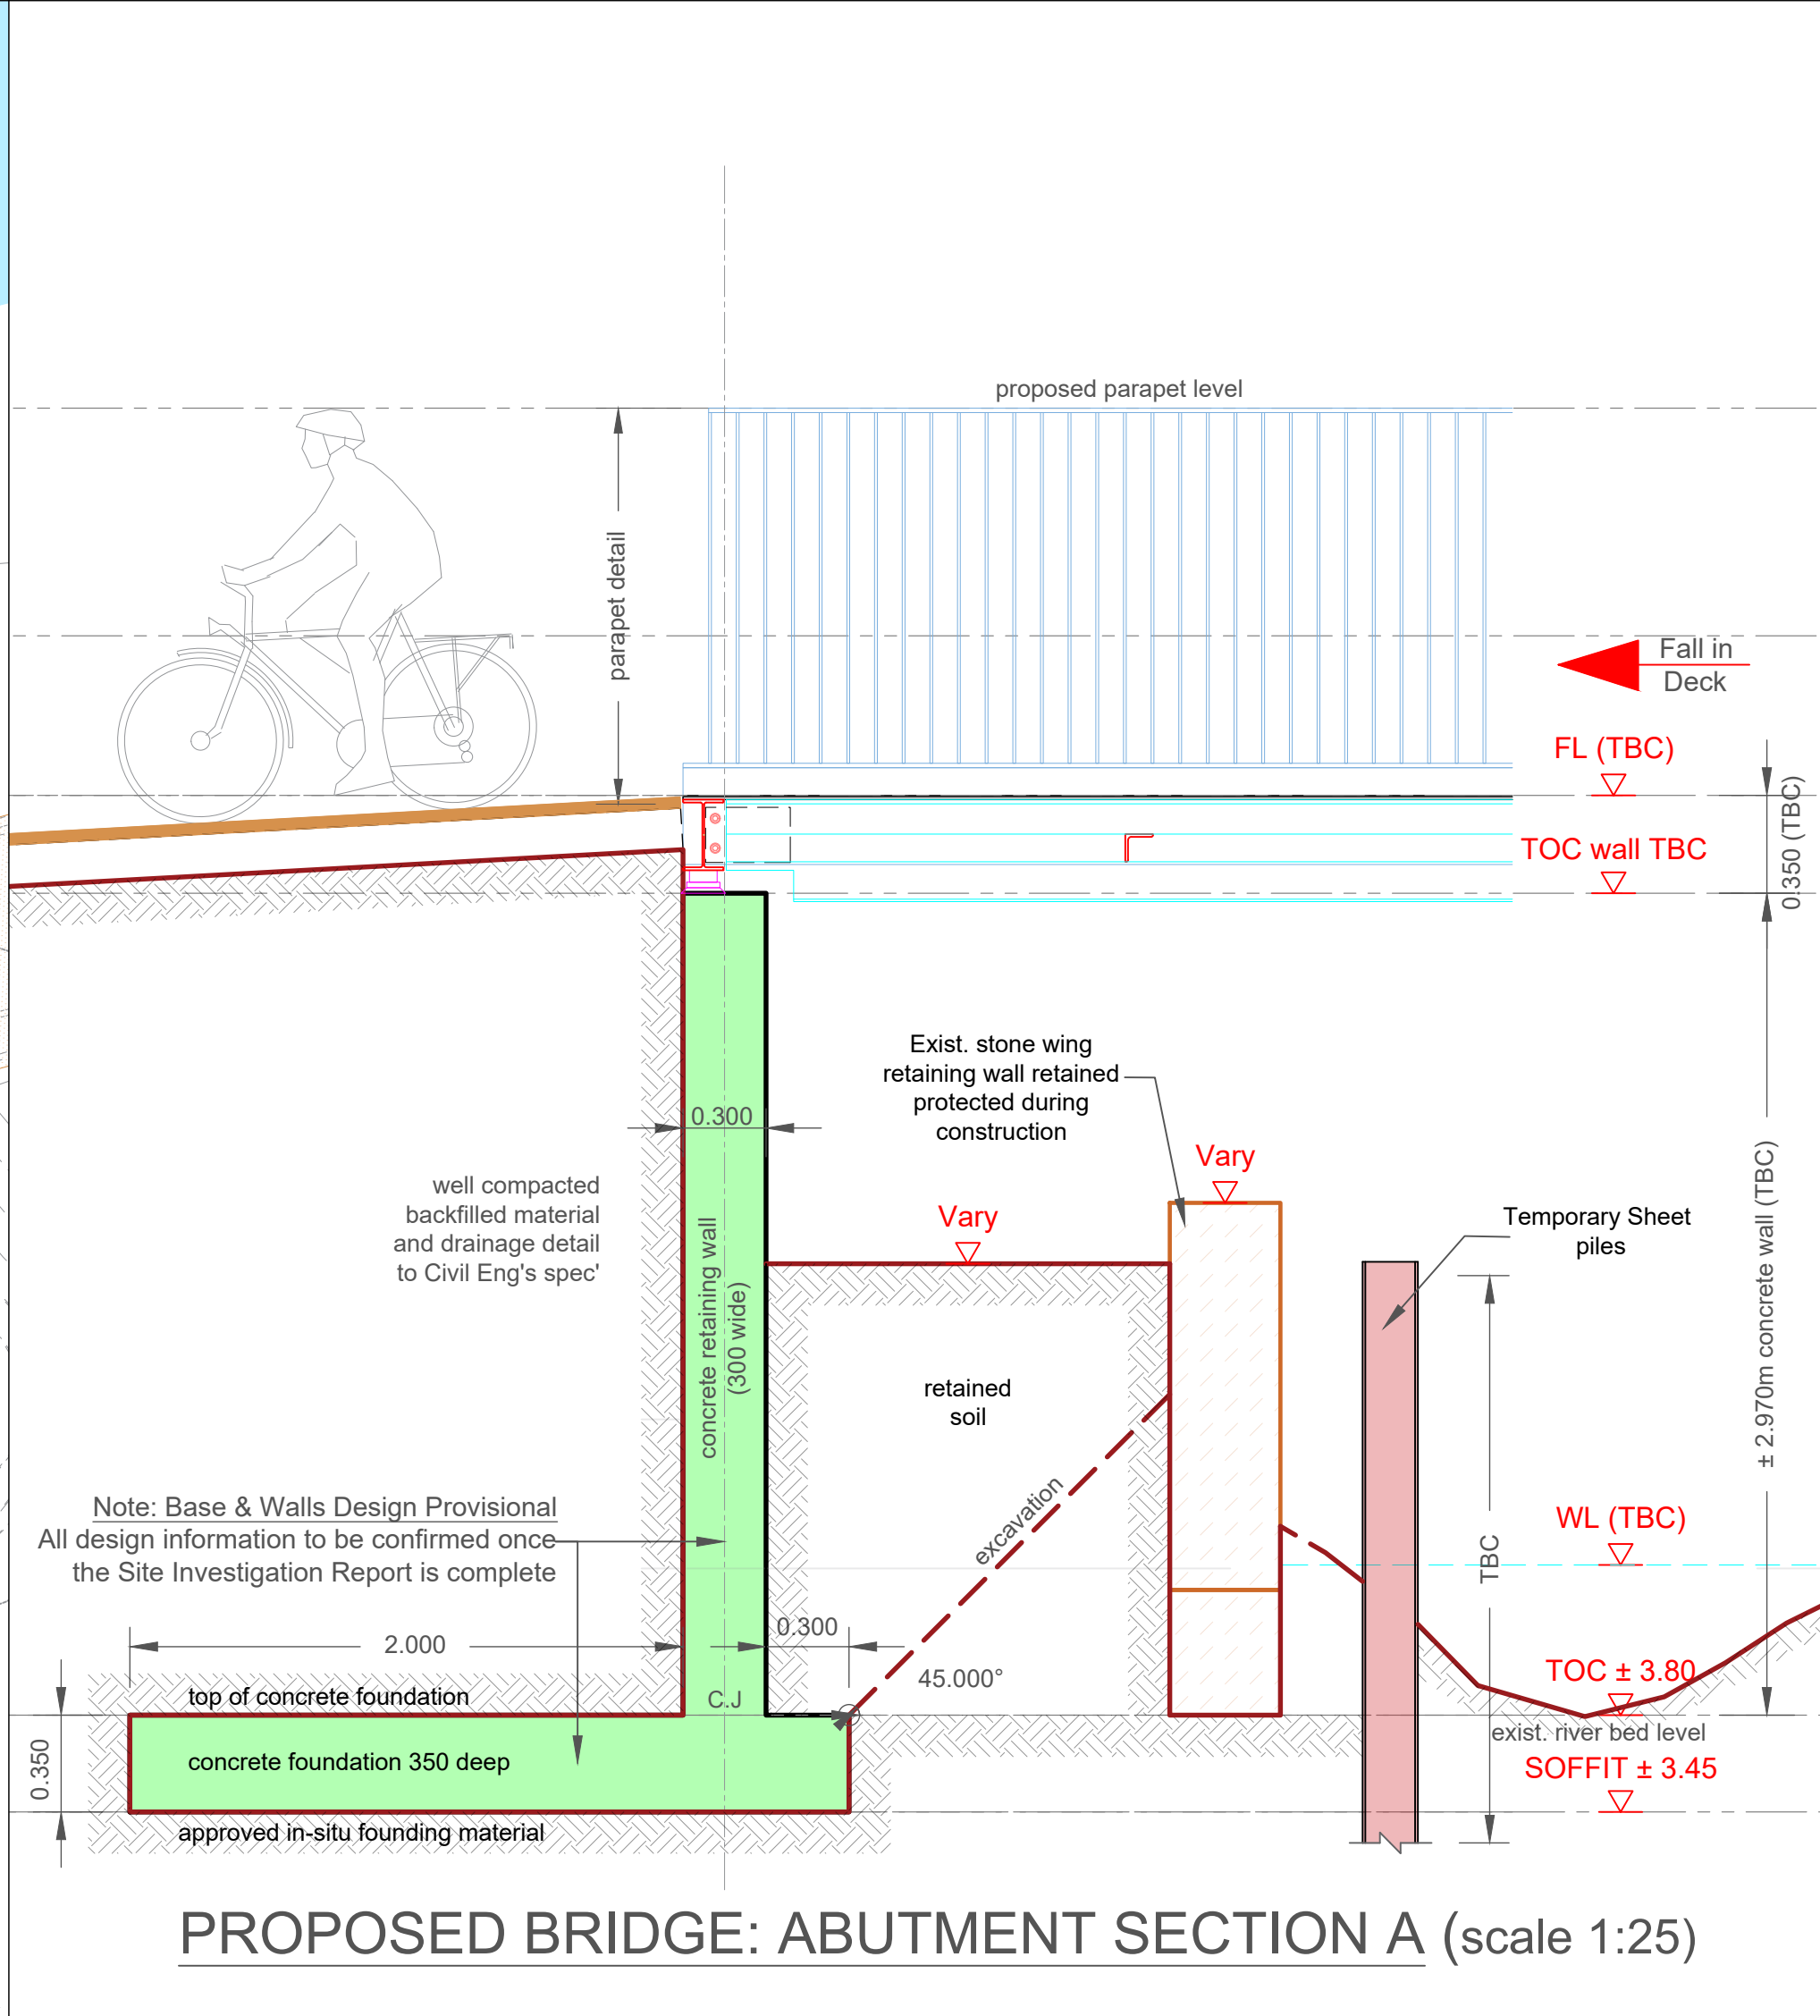 proposed parapet level
parapet detail
Fall in
Deck
FL (TBC)
0.350 (TBC)
TOC wall TBC
Exist. stone wing
retaining wall retained
protected during
construction
0.300
Vary
Vary
well compacted
backfilled material
and drainage detail
to Civil Eng's spec'
concrete retaining wall
(300 wide)
Temporary Sheet
piles
± 2.970m concrete wall (TBC)
retained
soil
excavation
Note: Base & Walls Design Provisional
All design information to be confirmed once
the Site Investigation Report is complete
WL (TBC)
TBC
2.000
0.300
45.000°
TOC ± 3.80
top of concrete foundation
C.J
exist. river bed level
0.350
concrete foundation 350 deep
SOFFIT ± 3.45
approved in-situ founding material
PROPOSED BRIDGE: ABUTMENT SECTION A (scale 1:25)